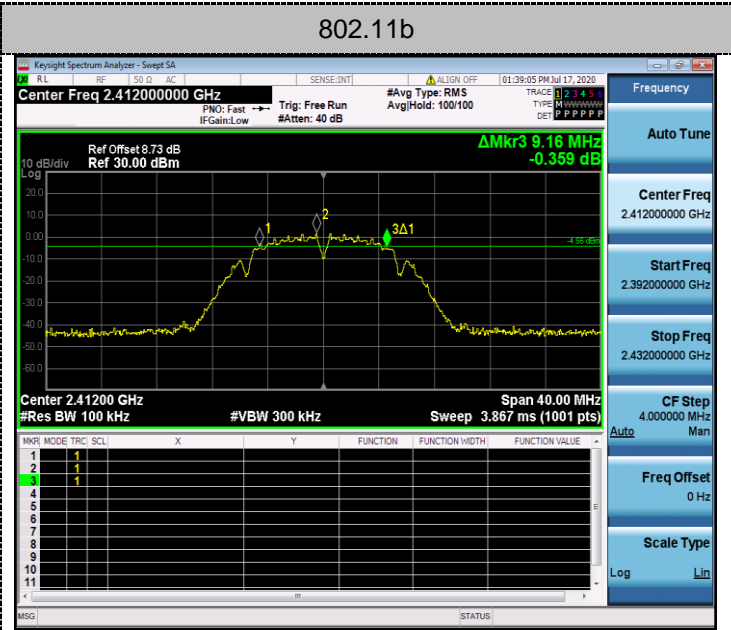 802.11b
Keysight Spectrum Analyzer - Swept SA
RL RF 50 Ω AC SENSE:INT ALIGN OFF 01:39:05 PM Jul 17, 2020
Center Freq 2.412000000 GHz #Avg Type: RMS TRACE 1 2 3 4 5 6
PNO: Fast Trig: Free Run Avg|Hold: 100/100 TYPE M WWWWW
IFGain:Low #Atten: 40 dB DET P P P P P P
Frequency
Auto Tune
Center Freq
2.412000000 GHz
Start Freq
2.392000000 GHz
Stop Freq
2.432000000 GHz
CF Step
4.000000 MHz
Auto Man
Freq Offset
0 Hz
Scale Type
Log Lin
ΔMkr3 9.16 MHz
Ref Offset 8.73 dB
10 dB/div Ref 30.00 dBm -0.359 dB
Log
20.0
10.0
0.00
-10.0
-20.0
-30.0
-40.0
-50.0
-60.0
1
2
3Δ1
-4.56 dBm
Center 2.41200 GHz Span 40.00 MHz
#Res BW 100 kHz #VBW 300 kHz Sweep 3.867 ms (1001 pts)
MKR MODE TRC SCL X Y FUNCTION FUNCTION WIDTH FUNCTION VALUE
1 1
2 1
3 1
4
5
6
7
8
9
10
11
MSG STATUS